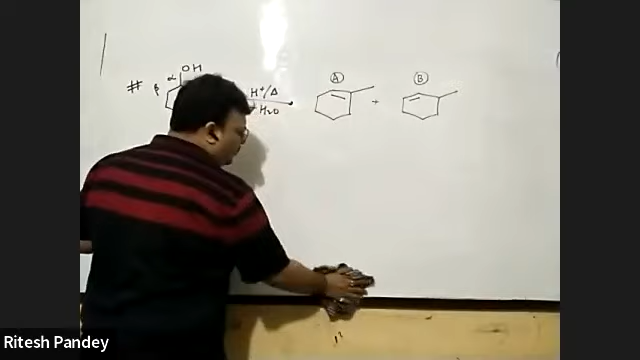 OH
α
# β
H⁺/Δ
-H₂O
A
+
B
Ritesh Pandey